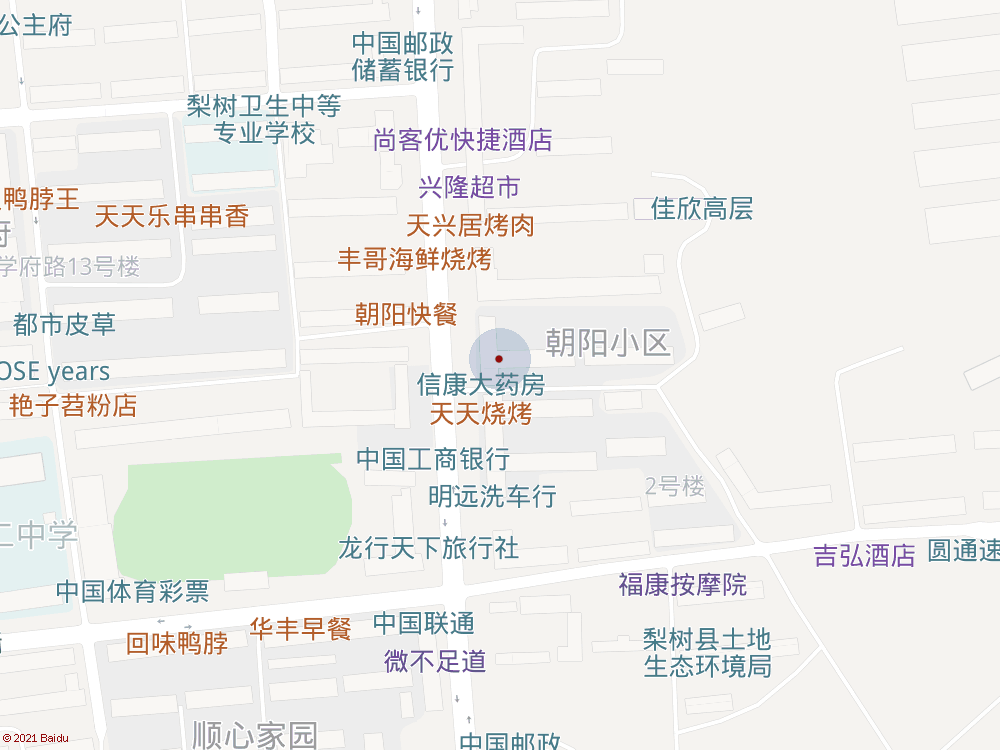 公主府
中国邮政
储蓄银行
梨树卫生中等
专业学校
尚客优快捷酒店
兴隆超市
鸭脖王
天天乐串串香
天兴居烤肉
佳欣高层
府
丰哥海鲜烧烤
学府路13号楼
朝阳快餐
都市皮草
朝阳小区
OSE years
信康大药房
艳子苕粉店
天天烧烤
中国工商银行
2号楼
明远洗车行
二中学
龙行天下旅行社
吉弘酒店
圆通速
中国体育彩票
福康按摩院
华丰早餐
中国联通
回味鸭脖
梨树县土地
生态环境局
微不足道
顺心家园
中国邮政
© 2021 Baidu